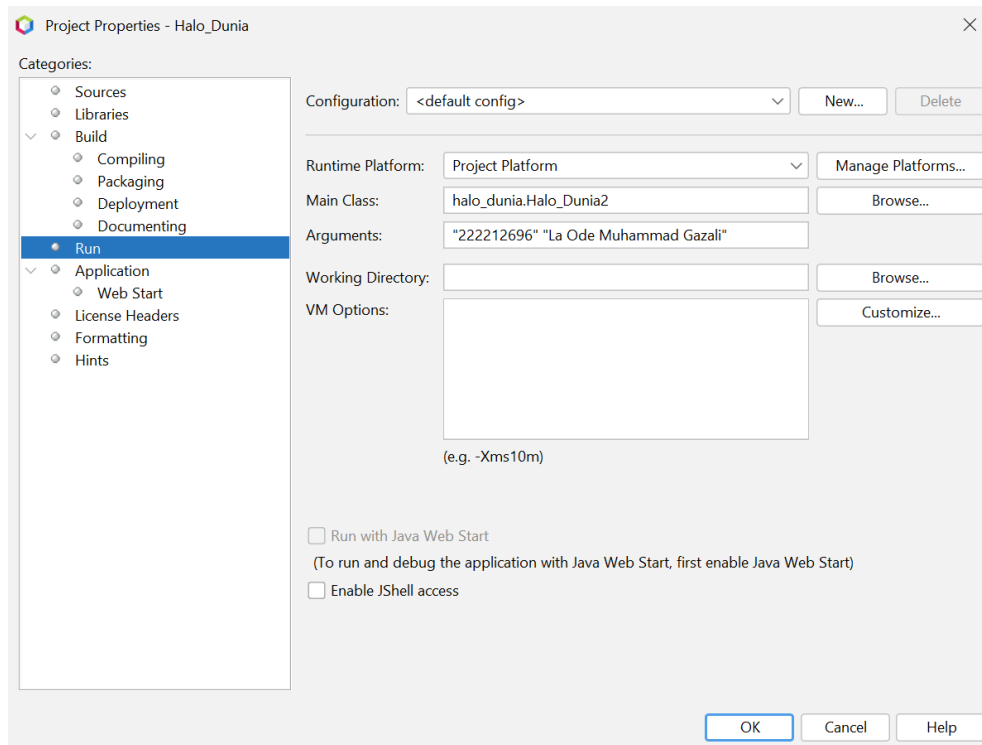 Project Properties - Halo_Dunia
Categories:
Sources
Libraries
Build
Compiling
Packaging
Deployment
Documenting
Run
Application
Web Start
License Headers
Formatting
Hints
Configuration: <default config> New... Delete
Runtime Platform: Project Platform Manage Platforms...
Main Class: halo_dunia.Halo_Dunia2 Browse...
Arguments: "222212696" "La Ode Muhammad Gazali"
Working Directory: Browse...
VM Options: Customize...
(e.g. -Xms10m)
Run with Java Web Start
(To run and debug the application with Java Web Start, first enable Java Web Start)
Enable JShell access
OK Cancel Help